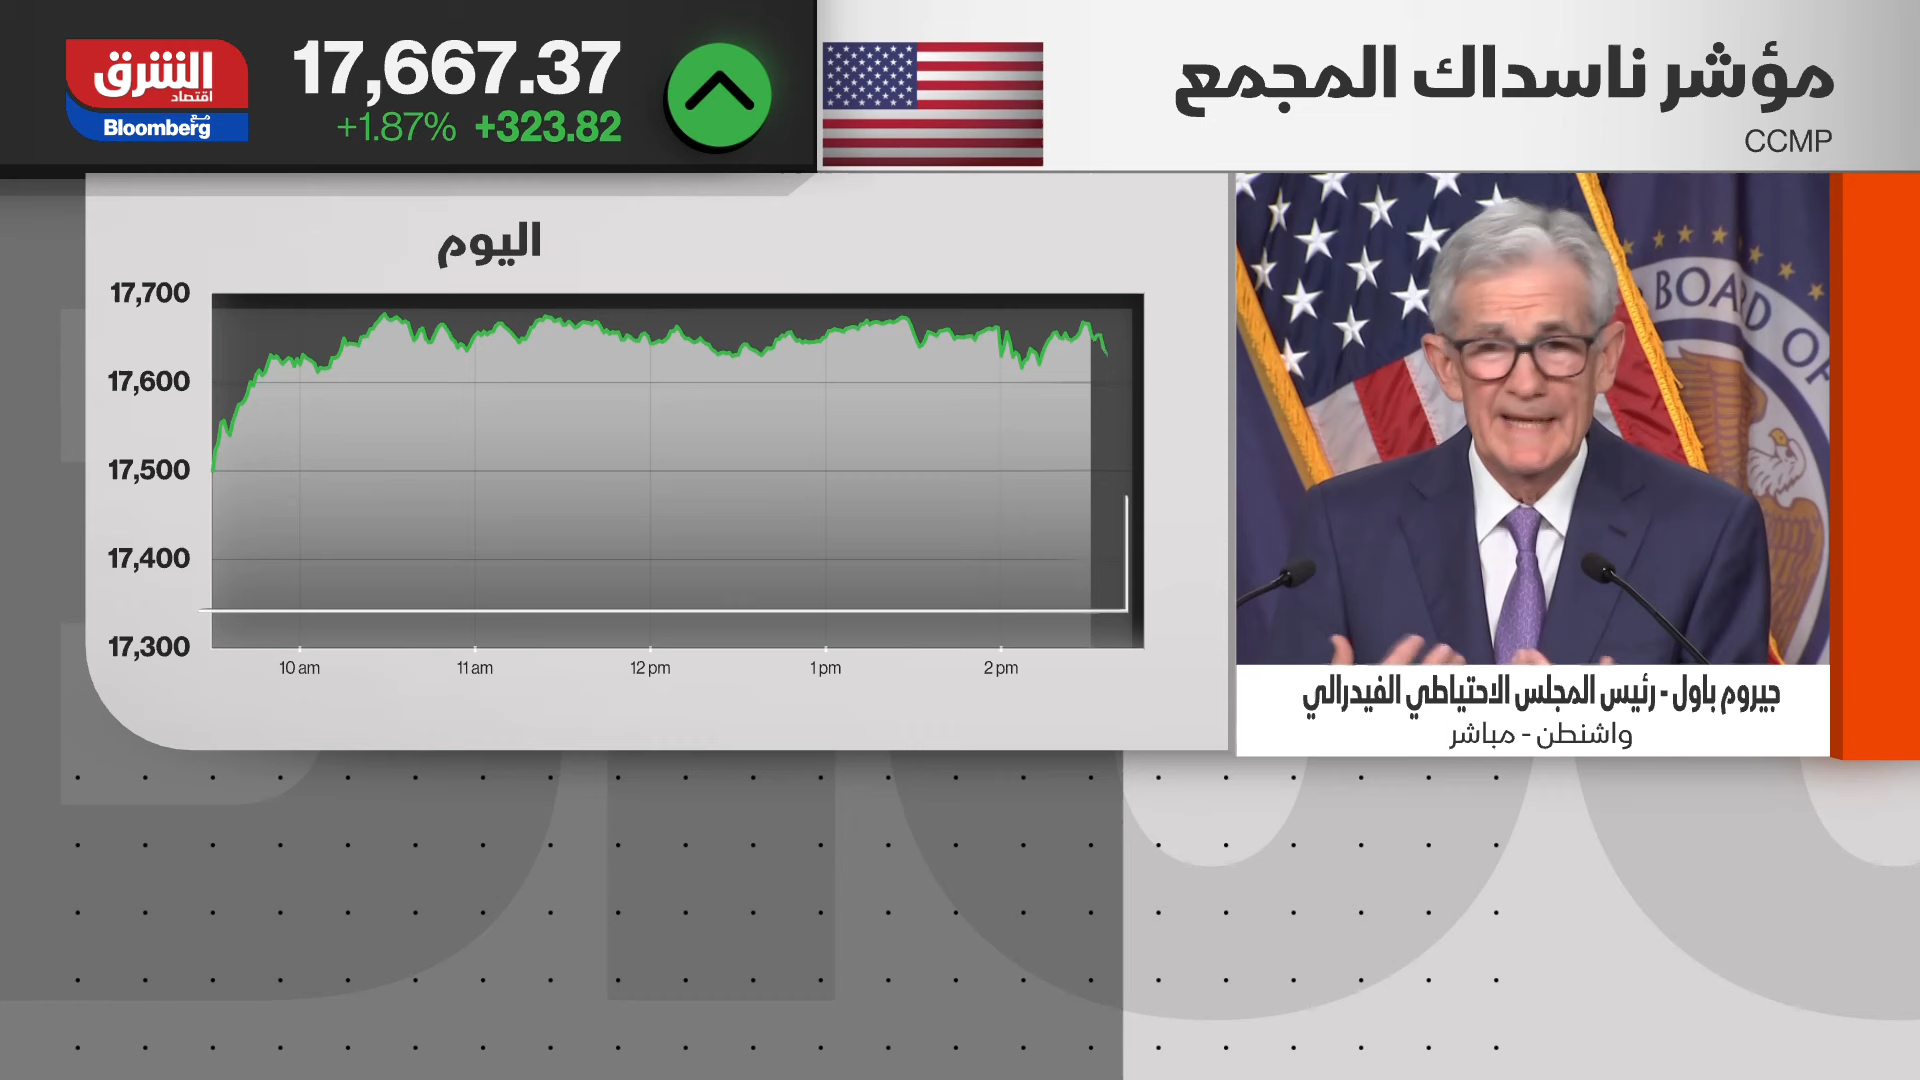 مؤشر ناسداك المجمع
CCMP
17,667.37
+1.87% +323.82
الشرق
اقتصاد
مع
Bloomberg
اليوم
17,700
17,600
17,500
17,400
17,300
10 am 11 am 12 pm 1 pm 2 pm
BOARD OF
جيروم باول - رئيس المجلس الاحتياطي الفيدرالي
واشنطن - مباشر